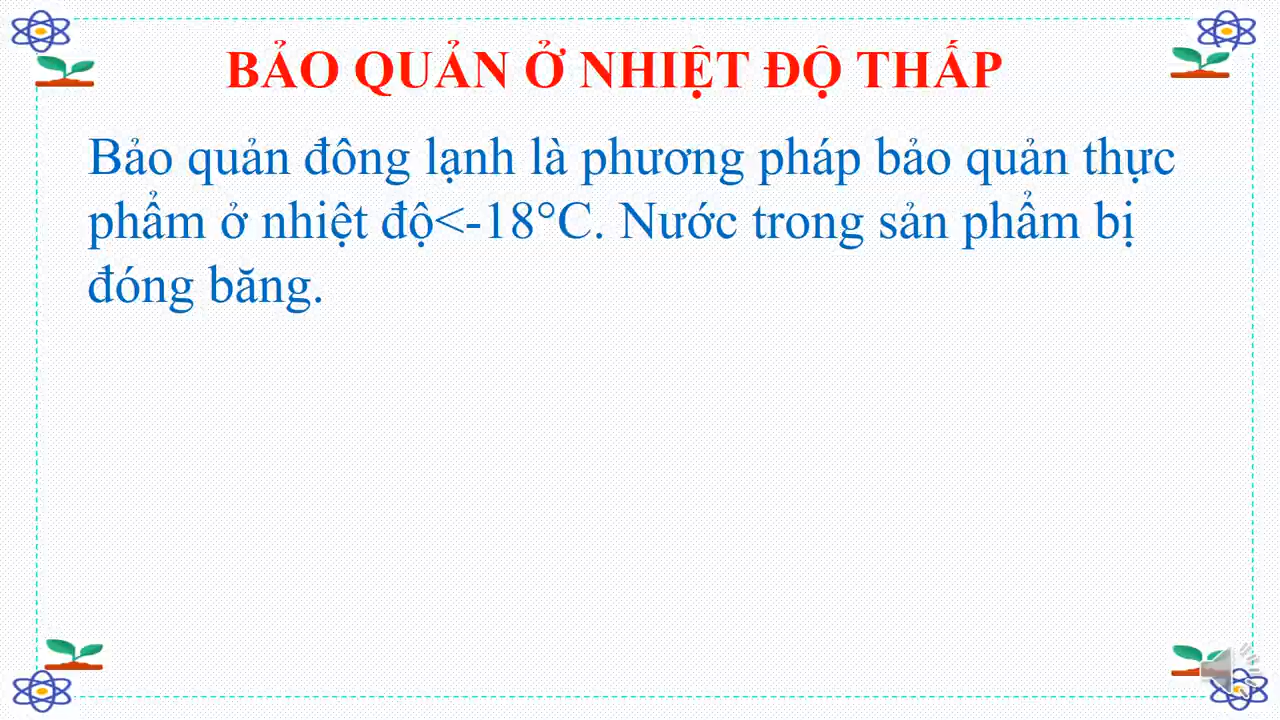 BẢO QUẢN Ở NHIỆT ĐỘ THẤP
Bảo quản đông lạnh là phương pháp bảo quản thực
phẩm ở nhiệt độ<-18°C. Nước trong sản phẩm bị
đóng băng.